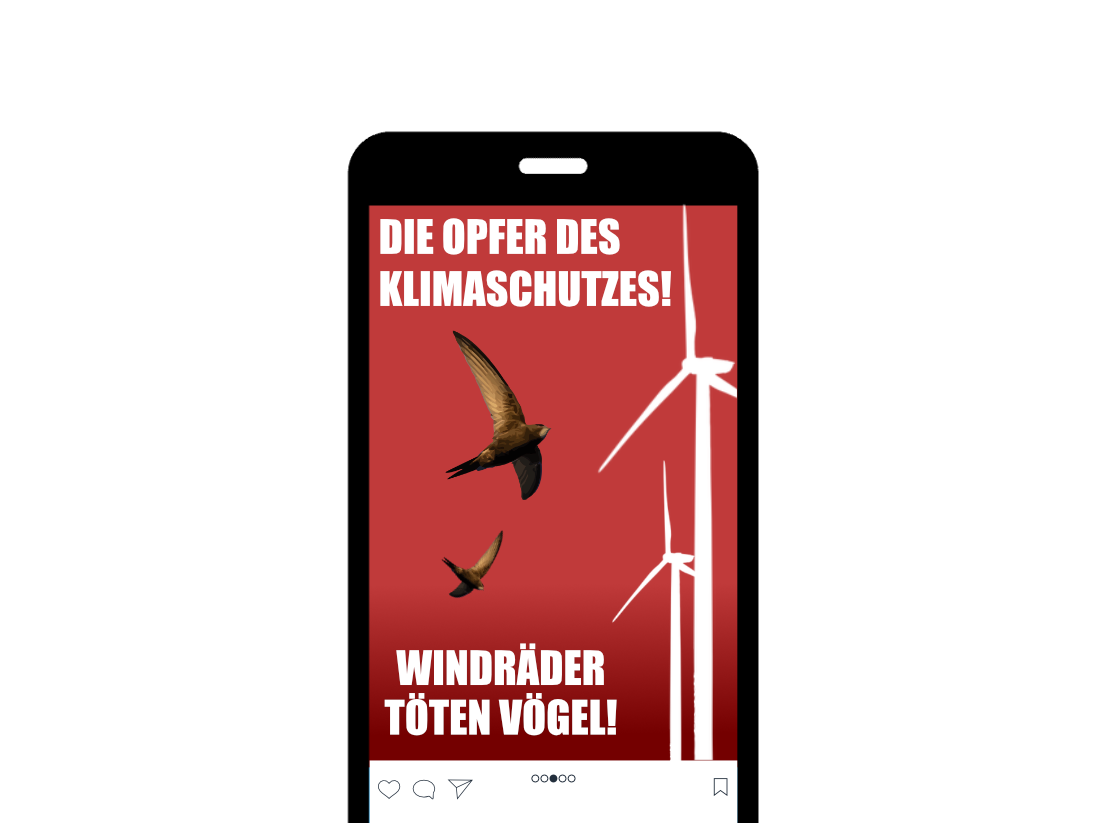 DIE OPFER DES
KLIMASCHUTZES!
WINDRÄDER
TÖTEN VÖGEL!